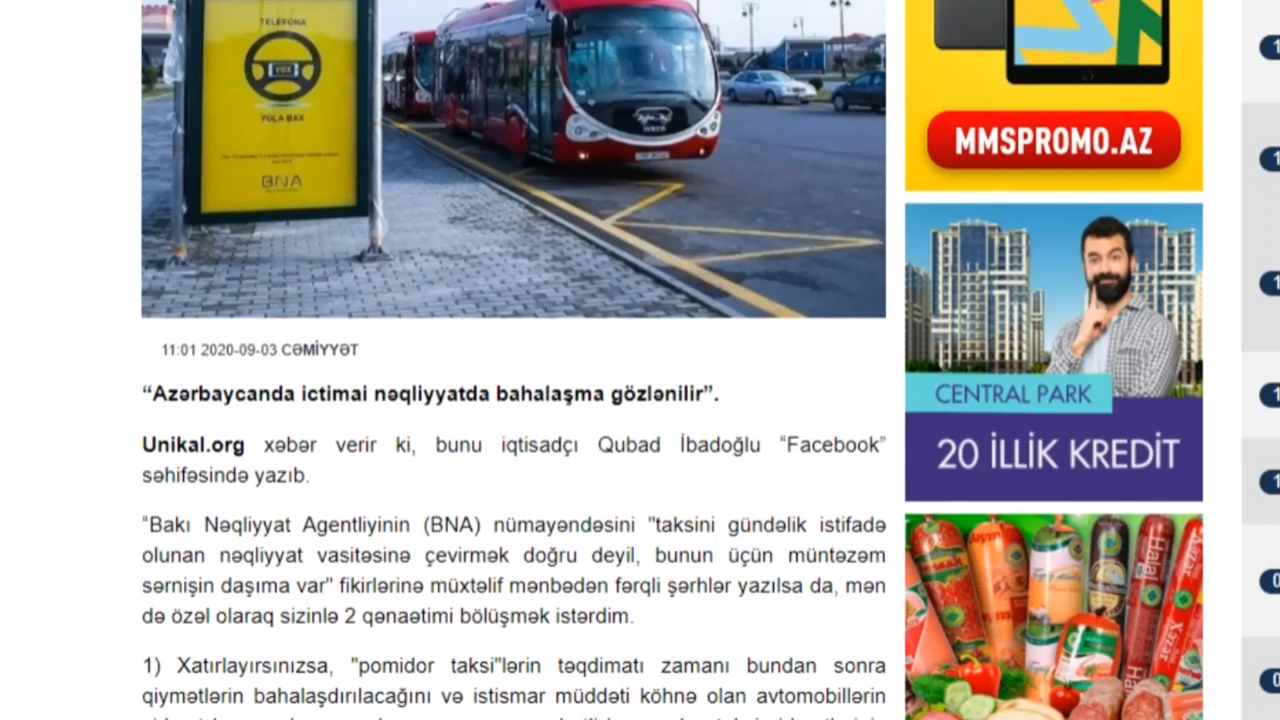 TELEFONA
YOX
YOLA BAX
BNA
IVECO
MMSPROMO.AZ
11:01 2020-09-03 CƏMİYYƏT
“Azərbaycanda ictimai nəqliyyatda bahalaşma gözlənilir”.
Unikal.org xəbər verir ki, bunu iqtisadçı Qubad İbadoğlu “Facebook”
səhifəsində yazıb.
“Bakı Nəqliyyat Agentliyinin (BNA) nümayəndəsini "taksini gündəlik istifadə
olunan nəqliyyat vasitəsinə çevirmək doğru deyil, bunun üçün müntəzəm
sərnişin daşıma var" fikirlərinə müxtəlif mənbədən fərqli şərhlər yazılsa da, mən
də özəl olaraq sizinlə 2 qənaətimi bölüşmək istərdim.
1) Xatırlayırsınızsa, "pomidor taksi"lərin təqdimatı zamanı bundan sonra
qiymətlərin bahalaşdırılacağını və istismar müddəti köhnə olan avtomobillərin
CENTRAL PARK
20 İLLİK KREDİT
Halal
Xəzər